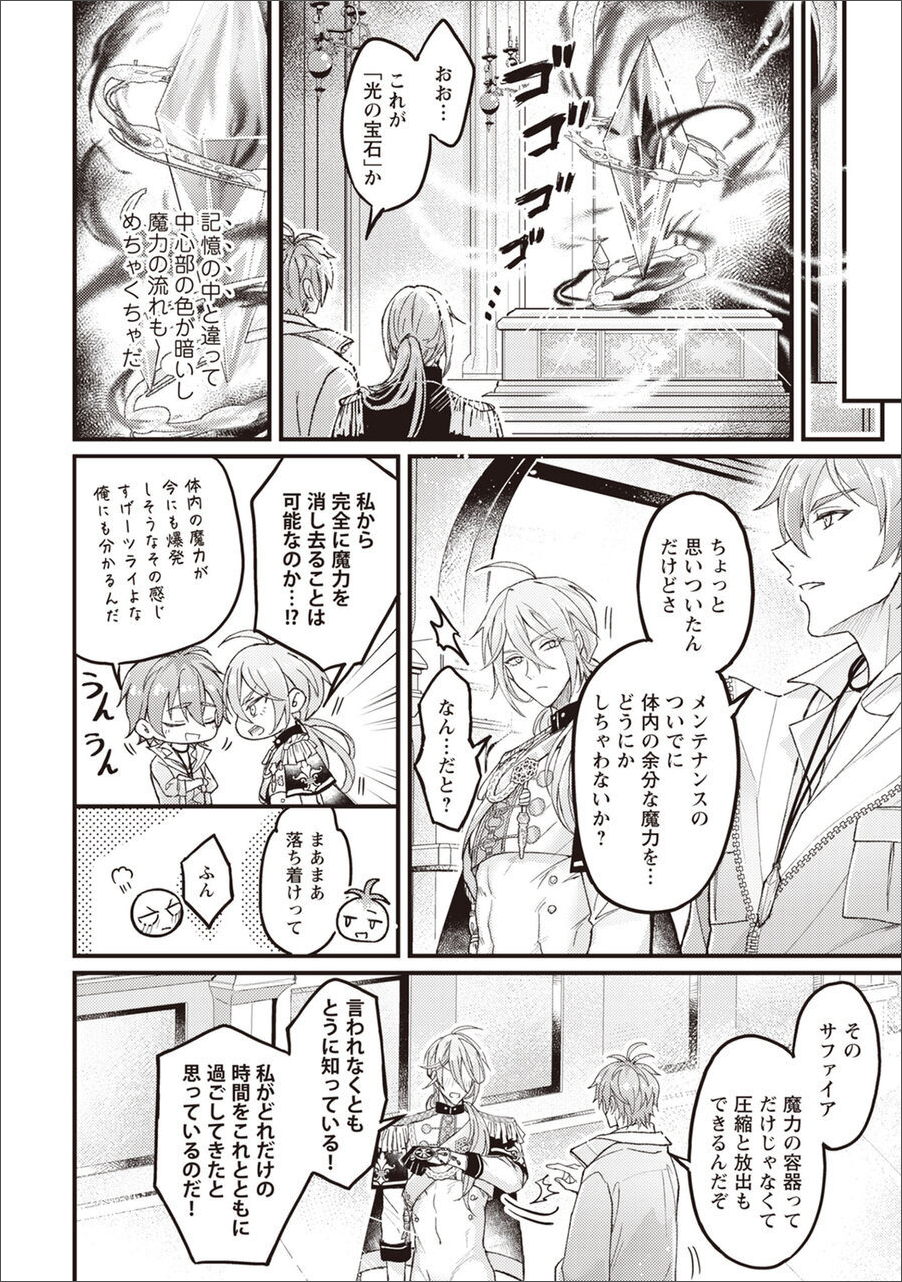 ゴゴゴゴ…
おお…
これが
「光の宝石」か
記憶の中と違って
中心部の色が暗いし
魔力の流れも
めちゃくちゃだ
ちょっと
思いついたん
だけどさ
メンテナンスの
ついでに
体内の余分な魔力を…
どうにか
しちゃわないか？
なん…だと？
私から
完全に魔力を
消し去ることは
可能なのか…！？
体内の魔力が
今にも爆発
しそうなその感じ
すげーツライよな
俺にも分かるんだ
うんうん
まあまあ
落ち着けって
ふん
その
サファイア
魔力の容器って
だけじゃなくて
圧縮と放出も
できるんだぞ
言われなくとも
とうに知っている！
私がどれだけの
時間をこれとともに
過ごしてきたと
思っているのだ！